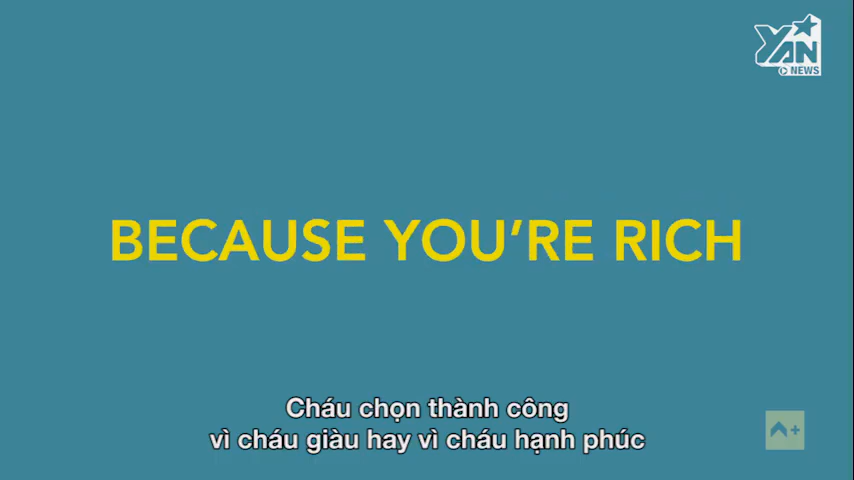 YAN
NEWS
BECAUSE YOU'RE RICH
Cháu chọn thành công
vì cháu giàu hay vì cháu hạnh phúc